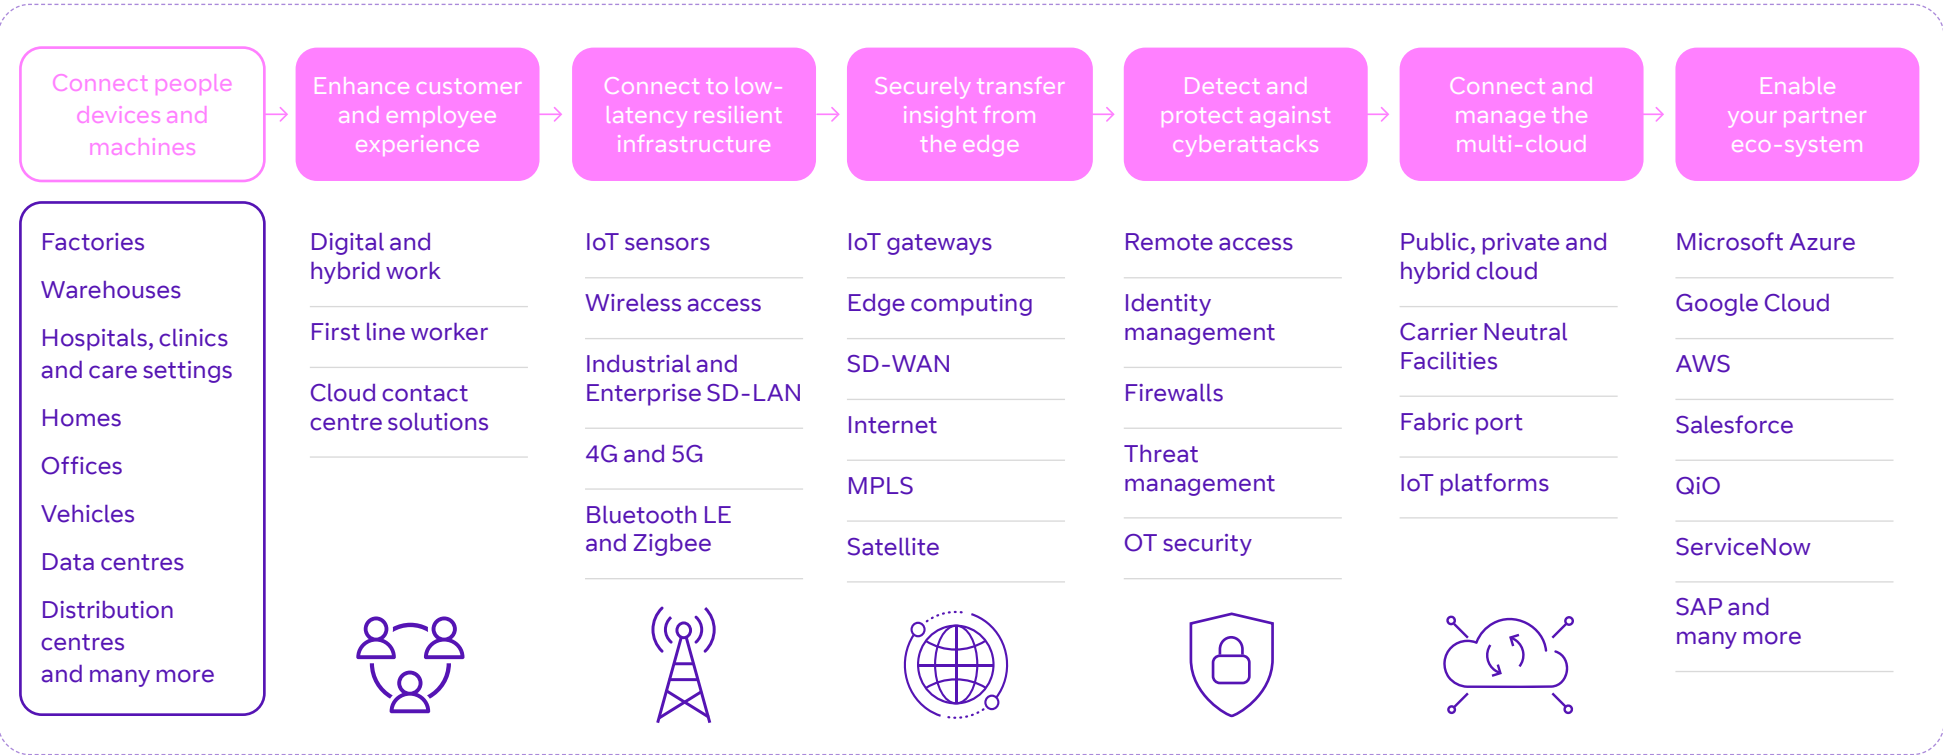 Connect people
devices and
machines
Enhance customer
and employee
experience
Connect to low-
latency resilient
infrastructure
Securely transfer
insight from
the edge
Detect and
protect against
cyberattacks
Connect and
manage the
multi-cloud
Enable
your partner
eco-system
Factories
Warehouses
Hospitals, clinics
and care settings
Homes
Offices
Vehicles
Data centres
Distribution
centres
and many more
Digital and
hybrid work
First line worker
Cloud contact
centre solutions
IoT sensors
Wireless access
Industrial and
Enterprise SD-LAN
4G and 5G
Bluetooth LE
and Zigbee
IoT gateways
Edge computing
SD-WAN
Internet
MPLS
Satellite
Remote access
Identity
management
Firewalls
Threat
management
OT security
Public, private and
hybrid cloud
Carrier Neutral
Facilities
Fabric port
IoT platforms
Microsoft Azure
Google Cloud
AWS
Salesforce
QiO
ServiceNow
SAP and
many more